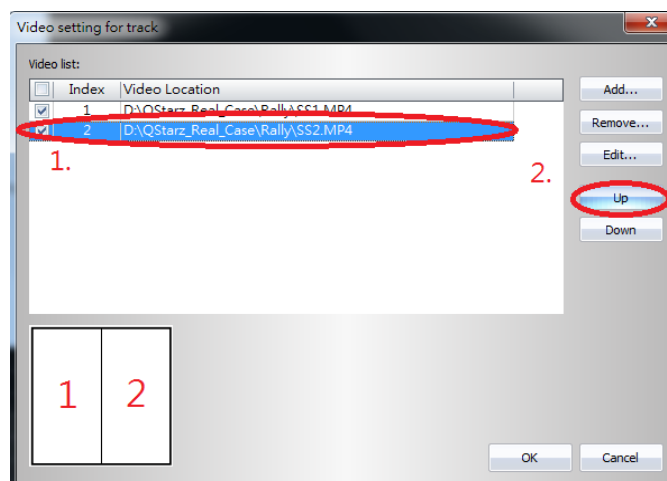 Video setting for track
Video list:
Index Video Location
1 D:\QStarz_Real_Case\Rally\SS1.MP4
2 D:\QStarz_Real_Case\Rally\SS2.MP4
1.
2.
Add...
Remove...
Edit...
Up
Down
1 2
OK Cancel